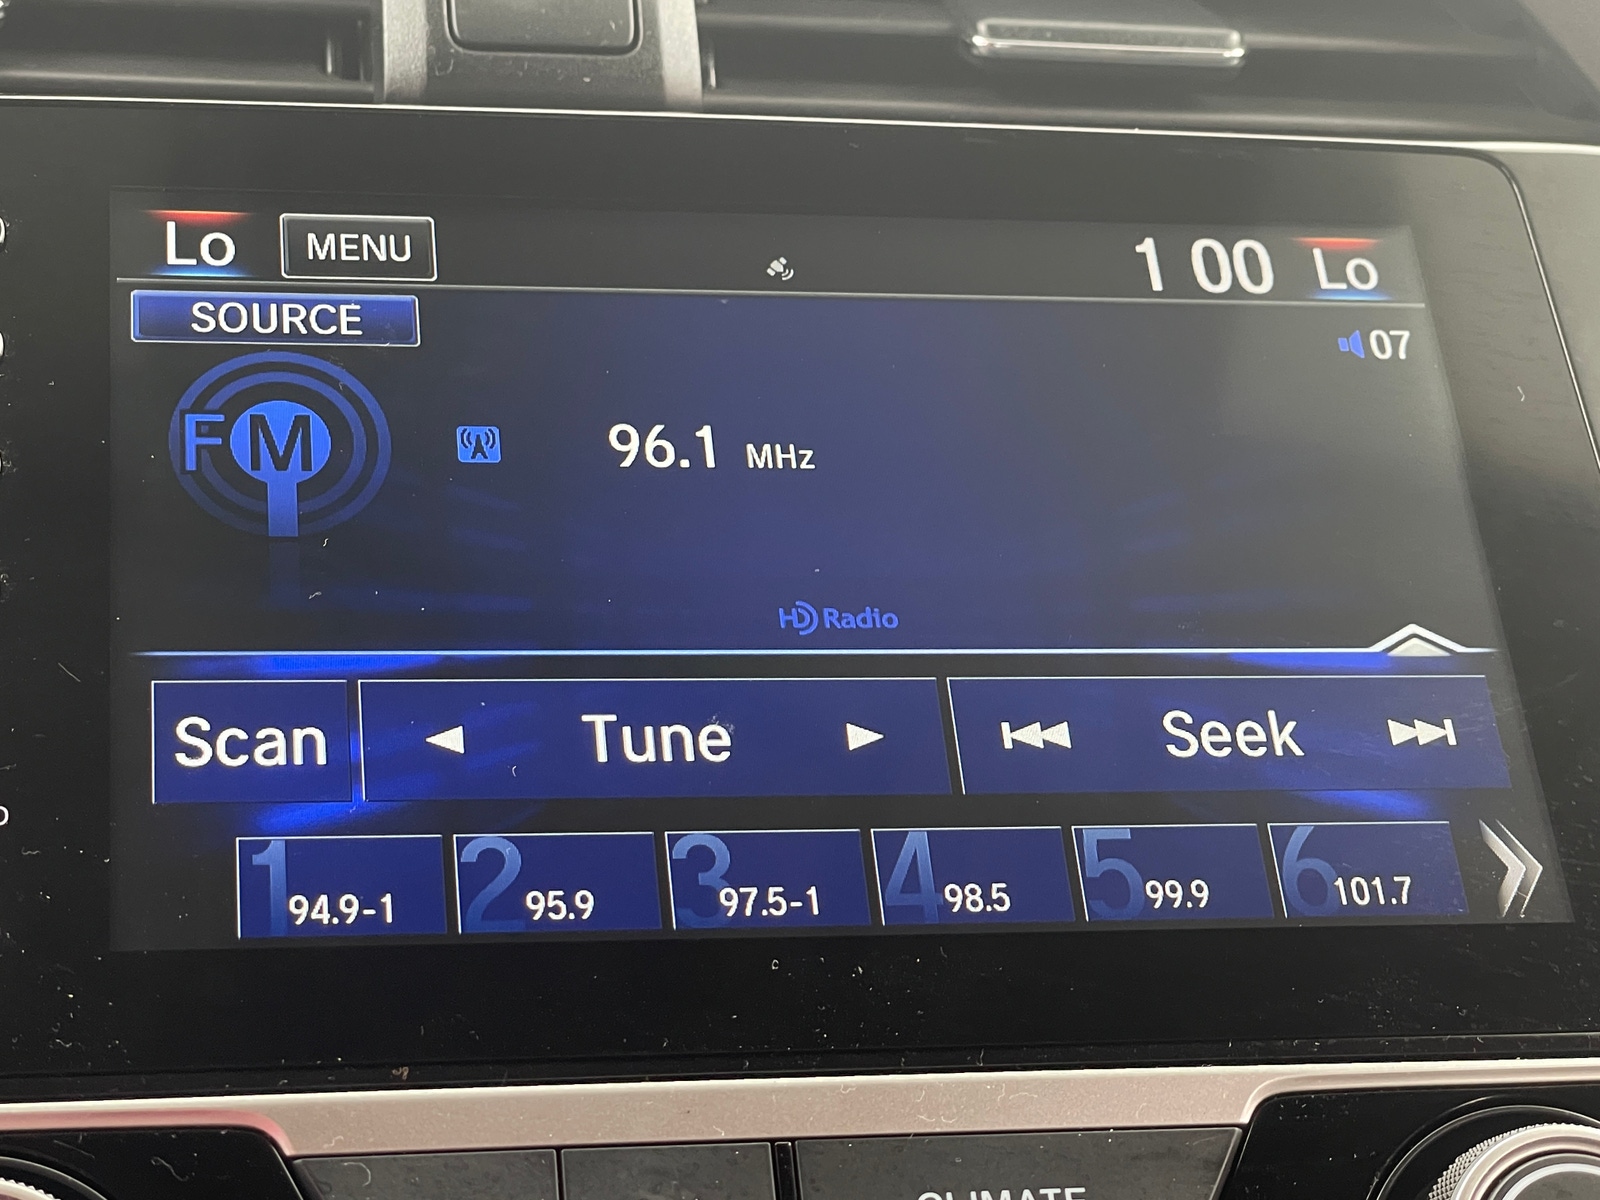 Lo MENU 1 00 Lo
SOURCE
07
FM 96.1 MHz
HD Radio
Scan Tune Seek
1 94.9-1 2 95.9 3 97.5-1 4 98.5 5 99.9 6 101.7
CLIMATE